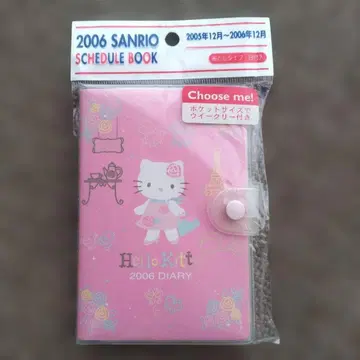 2006 SANRIO
SCHEDULE BOOK
2005年12月〜2006年12月
Choose me!
ポケットサイズで
ウイークリー付き
Hello Kitty
2006 DIARY